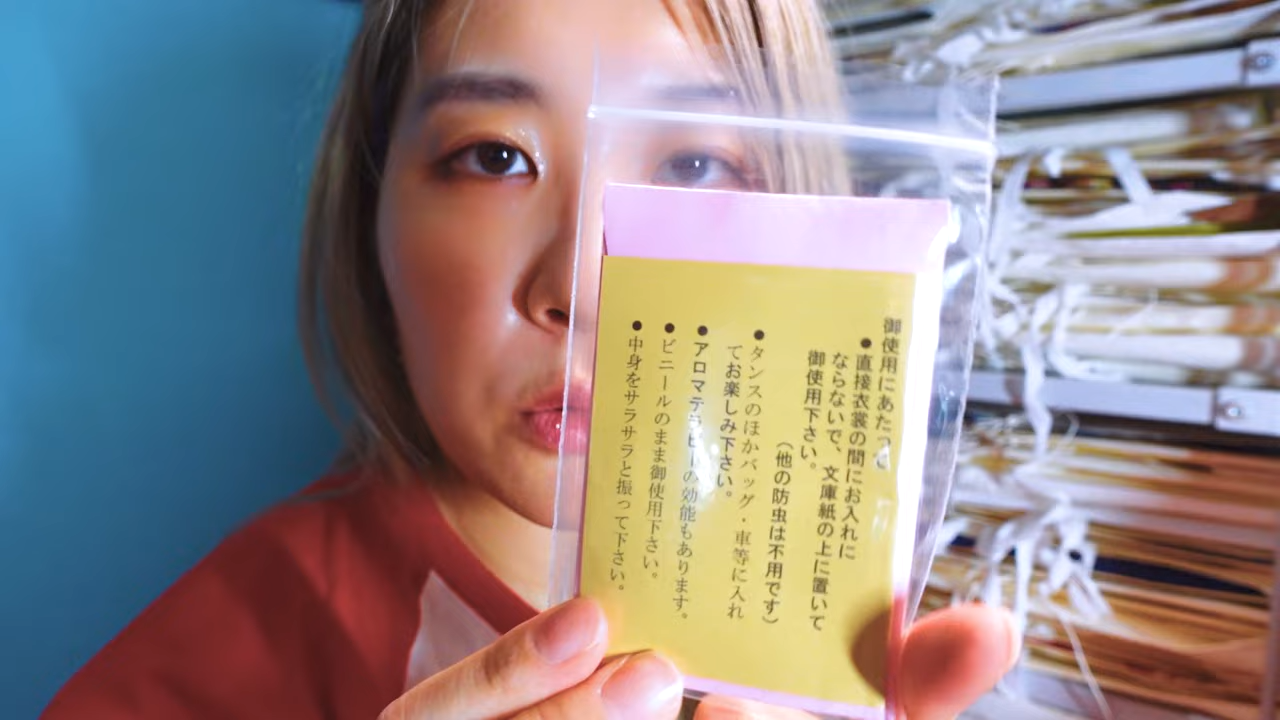 御使用にあたって
●直接衣裳の間にお入れに
ならないで、文庫紙の上に置いて
御使用下さい。
（他の防虫は不用です）
●タンスのほかバッグ・車等に入れ
てお楽しみ下さい。
●アロマテラピーの効能もあります。
●ビニールのまま御使用下さい。
●中身をサラサラと振って下さい。